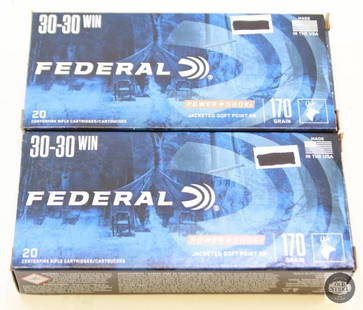 30-30 WIN
MADE
IN THE USA
FEDERAL
POWER SHOK
20
CENTERFIRE RIFLE CARTRIDGES/CARTOUCHES
JACKETED SOFT POINT RN
170
GRAIN
30-30 WIN
MADE
IN THE USA
FEDERAL
POWER SHOK
20
CENTERFIRE RIFLE CARTRIDGES/CARTOUCHES
JACKETED SOFT POINT RN
170
GRAIN